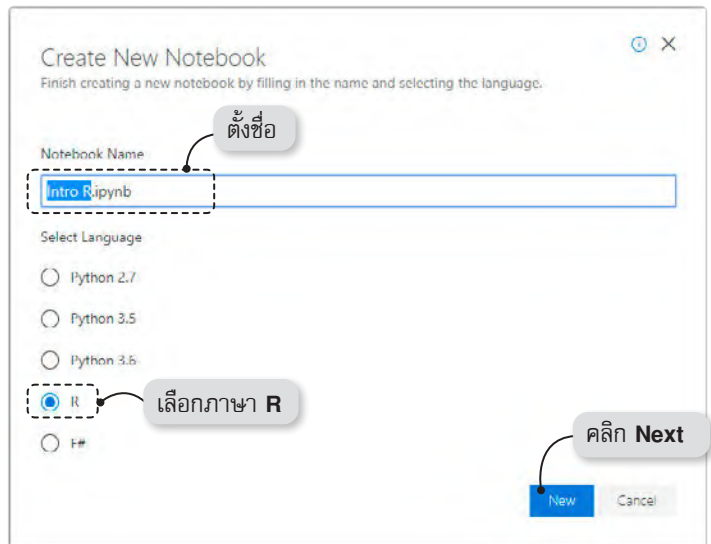 Create New Notebook
Finish creating a new notebook by filling in the name and selecting the language.
ตั้งชื่อ
Notebook Name
Intro R.ipynb
Select Language
Python 2.7
Python 3.5
Python 3.6
R
เลือกภาษา R
F#
คลิก Next
New
Cancel